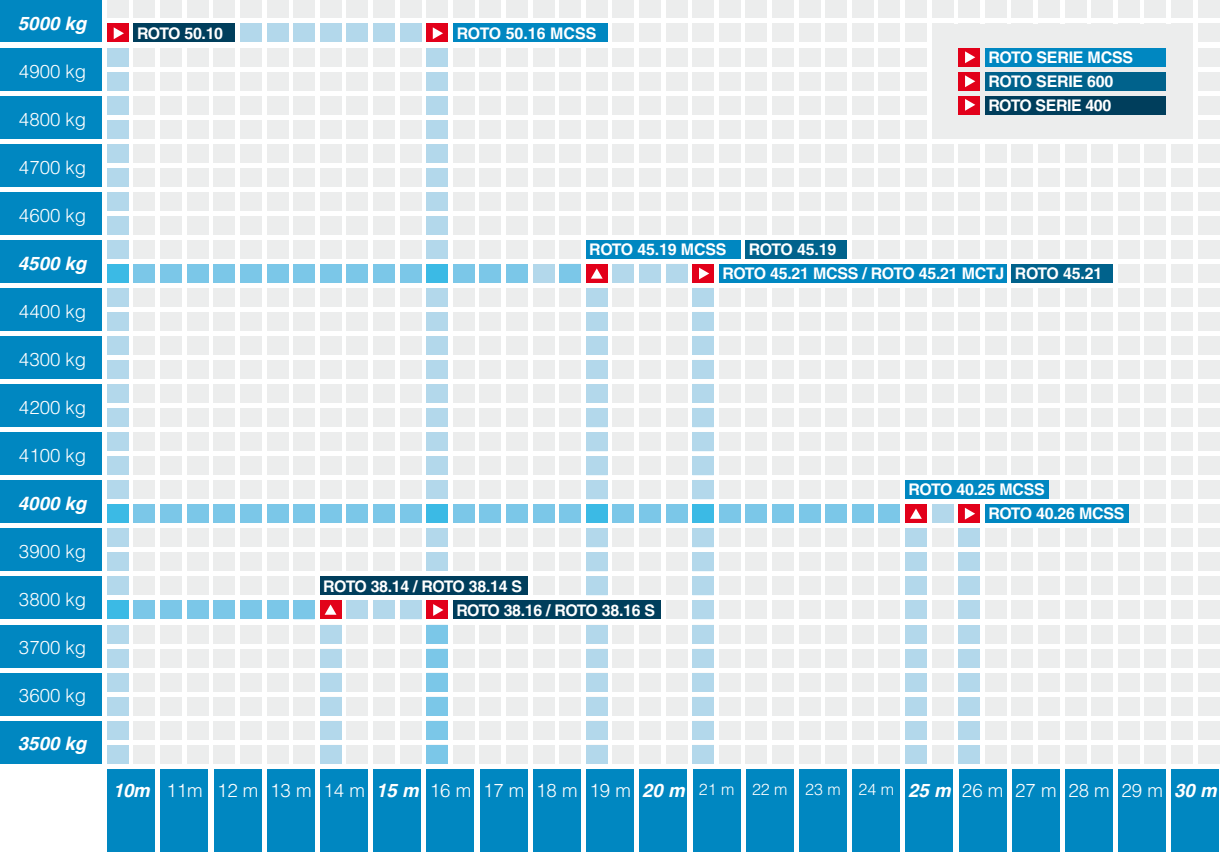 5000 kg
ROTO 50.10
ROTO 50.16 MCSS
ROTO SERIE MCSS
ROTO SERIE 600
ROTO SERIE 400
4900 kg
4800 kg
4700 kg
4600 kg
ROTO 45.19 MCSS
ROTO 45.19
4500 kg
ROTO 45.21 MCSS / ROTO 45.21 MCTJ
ROTO 45.21
4400 kg
4300 kg
4200 kg
4100 kg
ROTO 40.25 MCSS
4000 kg
ROTO 40.26 MCSS
3900 kg
ROTO 38.14 / ROTO 38.14 S
3800 kg
ROTO 38.16 / ROTO 38.16 S
3700 kg
3600 kg
3500 kg
10m 11m 12 m 13 m 14 m 15 m 16 m 17 m 18 m 19 m 20 m 21 m 22 m 23 m 24 m 25 m 26 m 27 m 28 m 29 m 30 m